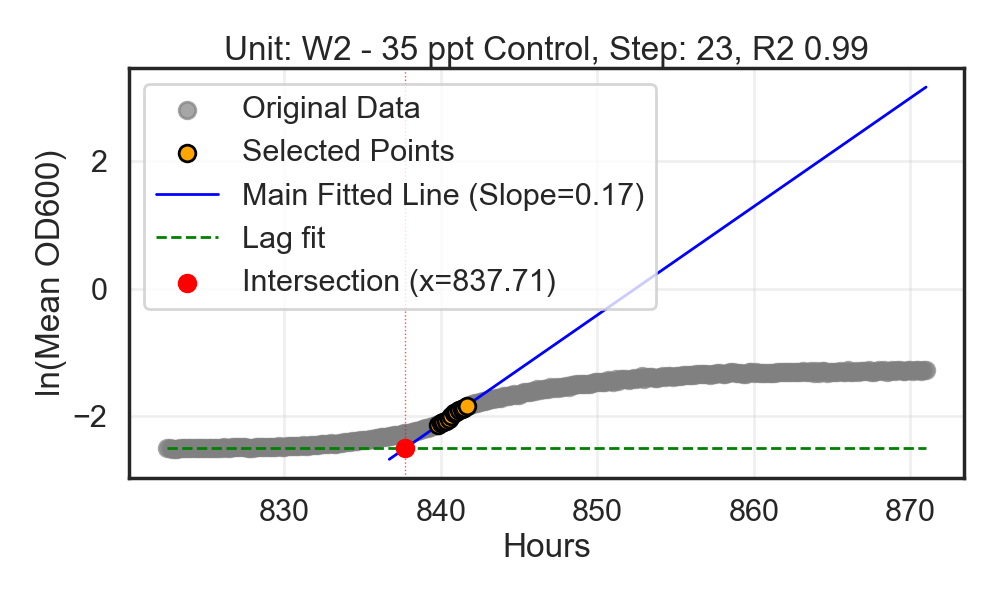 Unit: W2 - 35 ppt Control, Step: 23, R2 0.99
Original Data
Selected Points
Main Fitted Line (Slope=0.17)
Lag fit
Intersection (x=837.71)
ln(Mean OD600)
2
0
−2
830 840 850 860 870
Hours